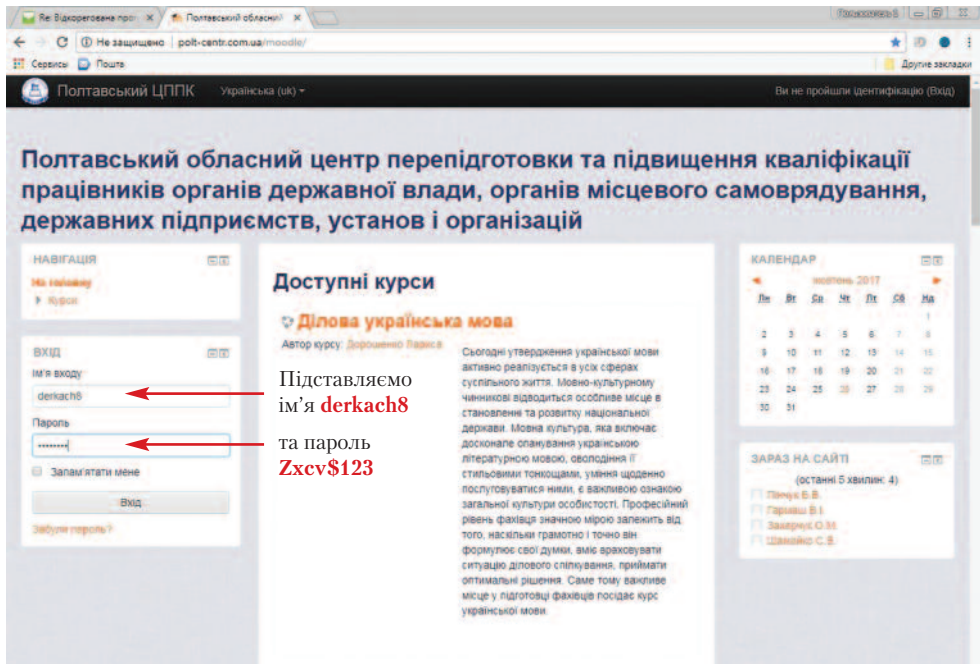 Re: Відкорегована про
Полтавський обласний
Не защищено polt-centr.com.ua/moodle/
Сервисы Почта
Другие закладки
Полтавський ЦППК Українська (uk)
Ви не пройшли ідентифікацію (Вхід)
Полтавський обласний центр перепідготовки та підвищення кваліфікації
працівників органів державної влади, органів місцевого самоврядування,
державних підприємств, установ і організацій
НАВІГАЦІЯ
На головну
Курси
ВХІД
Ім'я входу
derkach8
Пароль
••••••••
Запам'ятати мене
Вхід
Забули пароль?
Доступні курси
Ділова українська мова
Автор курсу: Дорошенко Лариса
Сьогодні утвердження української мови
активно реалізується в усіх сферах
суспільного життя. Мовно-культурному
чинникові відводиться особливе місце в
становленні та розвитку національної
держави. Мовна культура, яка включає
досконале опанування українською
літературною мовою, оволодіння її
стильовими тонкощами, уміння щоденно
послуговуватися ними, є важливою ознакою
загальної культури особистості. Професійний
рівень фахівця значною мірою залежить від
того, наскільки грамотно і точно він
формулює свої думки, вміє враховувати
ситуацію ділового спілкування, приймати
оптимальні рішення. Саме тому важливе
місце у підготовці фахівців посідає курс
української мови.
Підставляємо
ім'я derkach8
та пароль
Zxcv$123
КАЛЕНДАР
жовтень 2017
Пн Вт Ср Чт Пт Сб Нд
1
2 3 4 5 6 7 8
9 10 11 12 13 14 15
16 17 18 19 20 21 22
23 24 25 26 27 28 29
30 31
ЗАРАЗ НА САЙТІ
(останні 5 хвилин: 4)
Пінчук Б.В.
Гармаш В.І.
Захарчук О.М.
С.В.